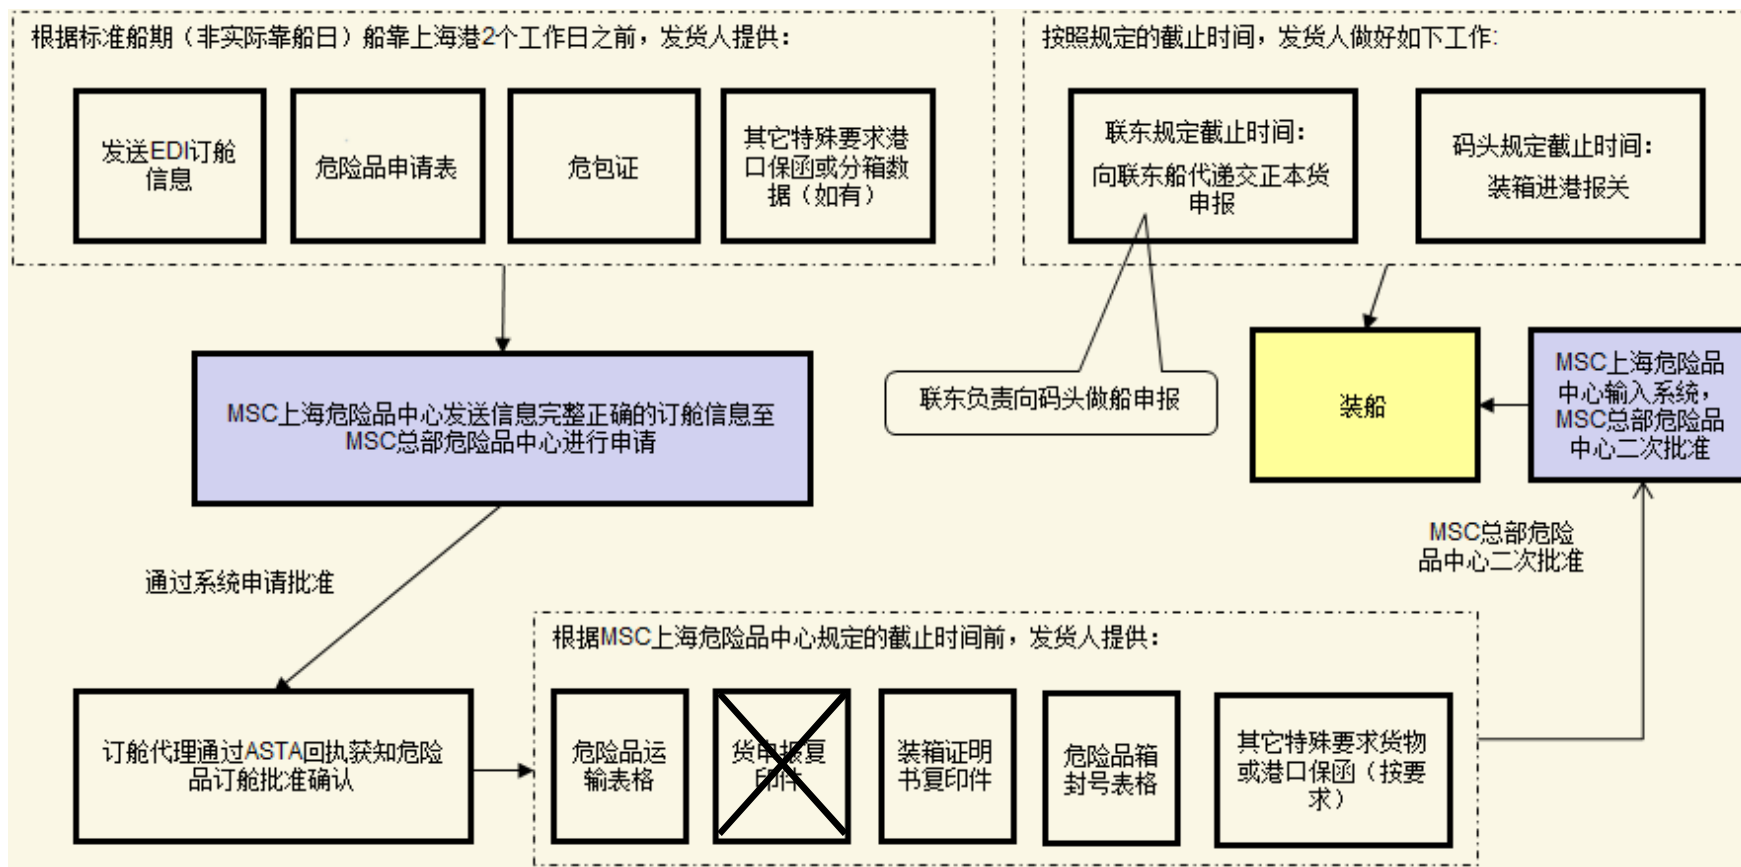 根据标准船期（非实际靠船日）船靠上海港2个工作日之前，发货人提供：
发送EDI订舱
信息
危险品申请表
危包证
其它特殊要求港
口保函或分箱数
据（如有）
按照规定的截止时间，发货人做好如下工作:
联东规定截止时间：
向联东船代递交正本货
申报
码头规定截止时间：
装箱进港报关
MSC上海危险品中心发送信息完整正确的订舱信息至
MSC总部危险品中心进行申请
联东负责向码头做船申报
装船
MSC上海危险品
中心输入系统，
MSC总部危险品
中心二次批准
MSC总部危险
品中心二次批准
通过系统申请批准
订舱代理通过ASTA回执获知危险
品订舱批准确认
根据MSC上海危险品中心规定的截止时间前，发货人提供：
危险品运
输表格
货申报复
印件
装箱证明
书复印件
危险品箱
封号表格
其它特殊要求货物
或港口保函（按要
求）